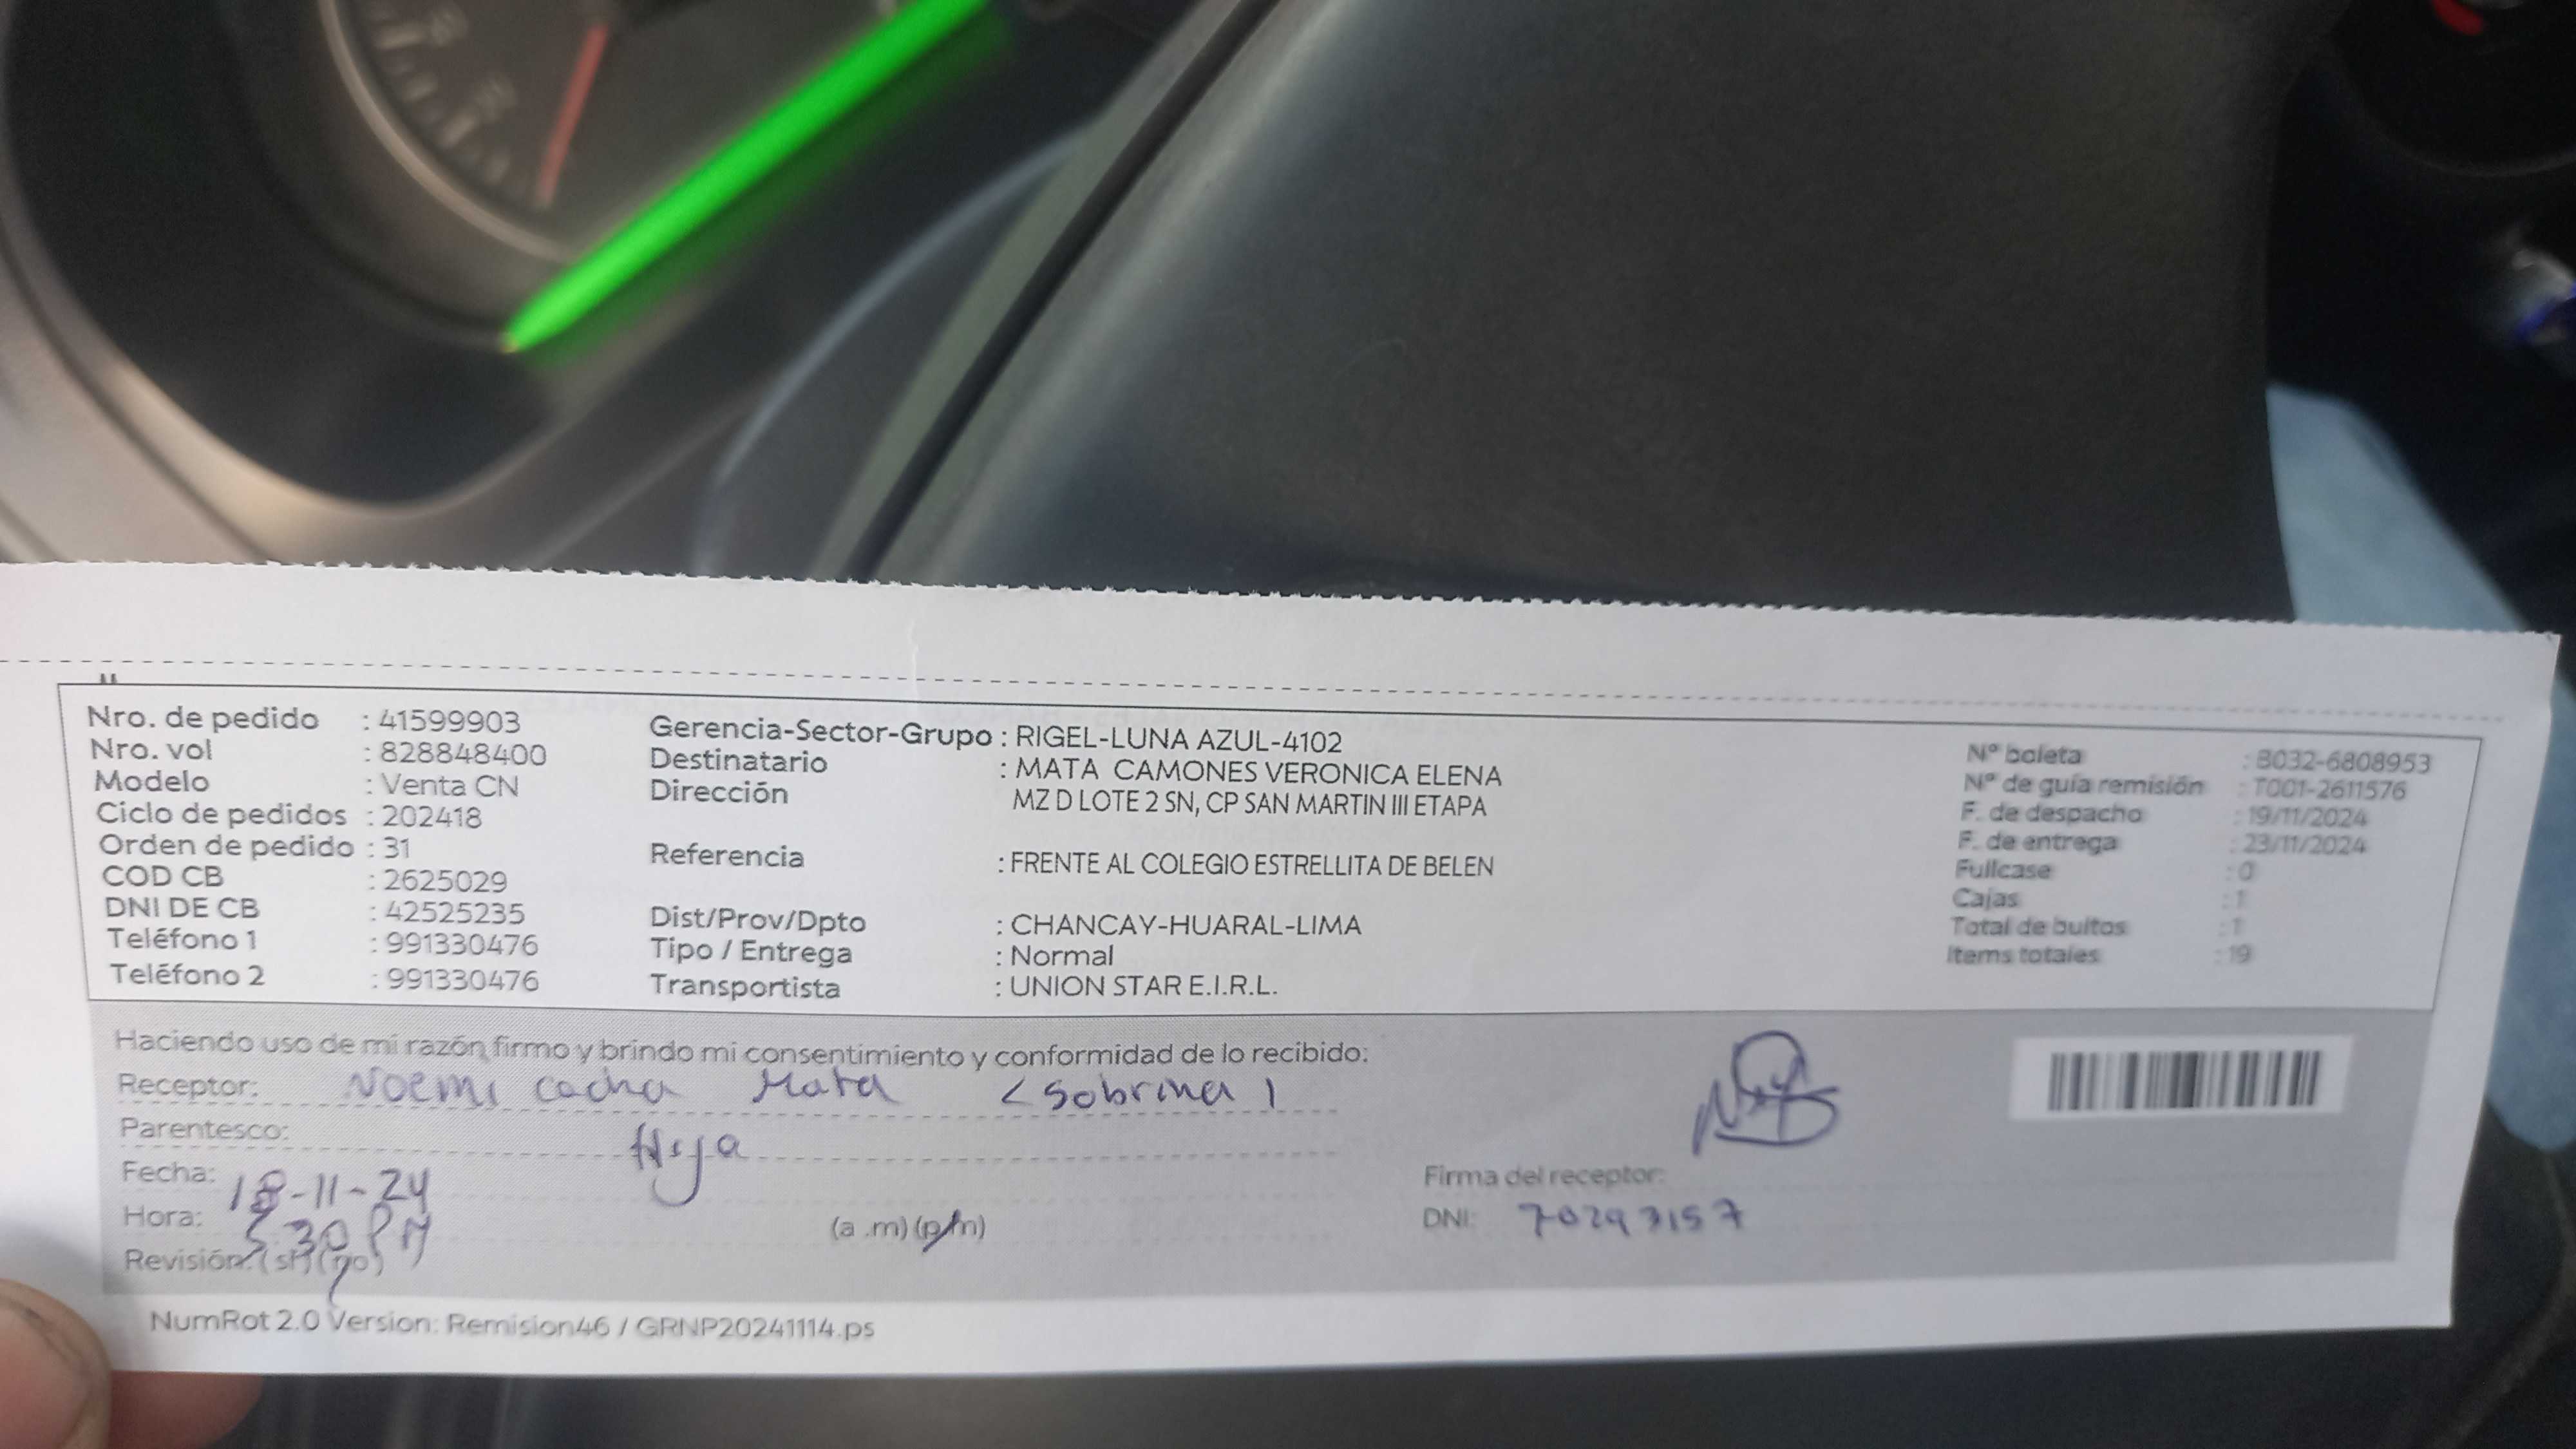 Nro. de pedido : 41599903
Nro. vol : 828848400
Modelo : Venta CN
Ciclo de pedidos : 202418
Orden de pedido : 31
COD CB : 2625029
DNI DE CB : 42525235
Teléfono 1 : 991330476
Teléfono 2 : 991330476
Gerencia-Sector-Grupo : RIGEL-LUNA AZUL-4102
Destinatario : MATA CAMONES VERONICA ELENA
Dirección MZ D LOTE 2 SN, CP SAN MARTIN III ETAPA
Referencia : FRENTE AL COLEGIO ESTRELLITA DE BELEN
Dist/Prov/Dpto : CHANCAY-HUARAL-LIMA
Tipo / Entrega : Normal
Transportista : UNION STAR E.I.R.L.
Nº boleta : B032-6808953
Nº de guía remisión : T001-2611576
F. de despacho : 19/11/2024
F. de entrega : 23/11/2024
Fullcase : 0
Cajas : 1
Total de bultos : 1
Items totales : 19
Haciendo uso de mi razón firmo y brindo mi consentimiento y conformidad de lo recibido:
Receptor: Noemi cacha Mata (sobrina)
Parentesco: Hija
Fecha: 18-11-24
Hora: 5 30 PM (a .m) (p.m)
Revisión: (si) (no)
Firma del receptor:
DNI: 70293157
NumRot 2.0 Version: Remision46 / GRNP20241114.ps